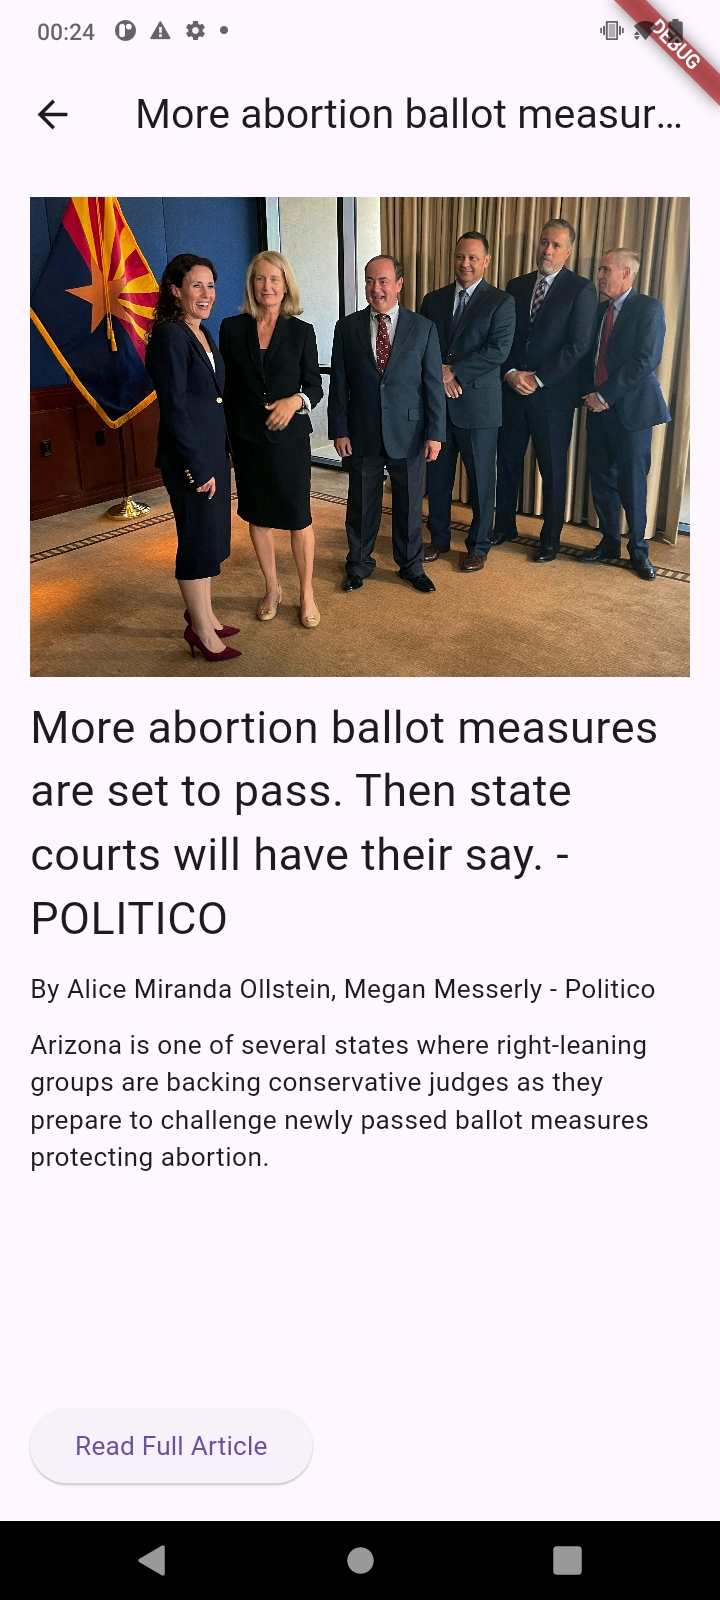 00:24
DEBUG
More abortion ballot measur...
More abortion ballot measures
are set to pass. Then state
courts will have their say. -
POLITICO
By Alice Miranda Ollstein, Megan Messerly - Politico
Arizona is one of several states where right-leaning
groups are backing conservative judges as they
prepare to challenge newly passed ballot measures
protecting abortion.
Read Full Article